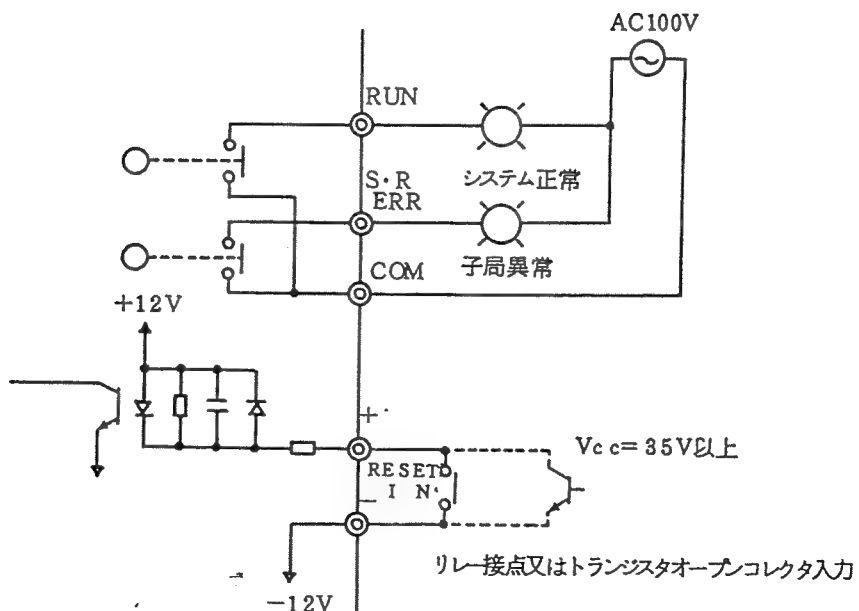 AC100V
RUN
システム正常
S・R
ERR
子局異常
COM
+12V
+
Vcc=35V以上
RESET
IN
−
リレー接点又はトランジスタオープンコレクタ入力
−12V